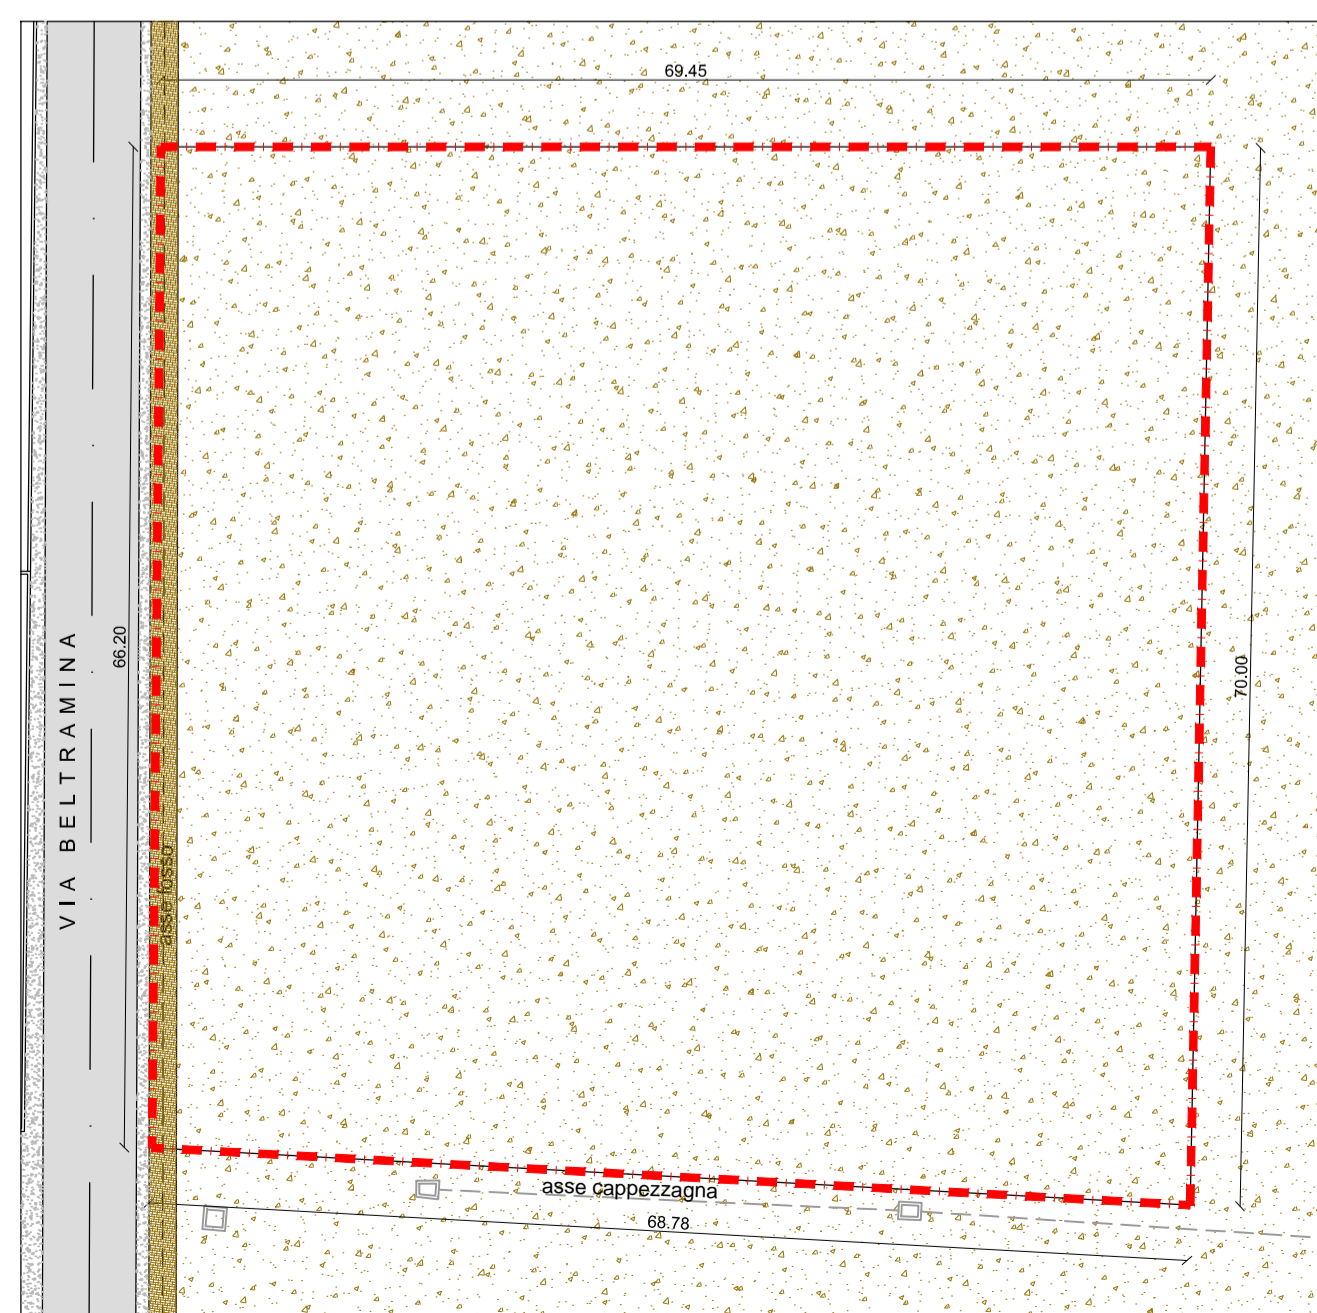 69.45
66.20
VIA BELTRAMINA
70.00
asse fosso
asse cappezzagna
68.78